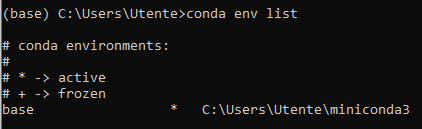 (base) C:\Users\Utente>conda env list
# conda environments:
#
# * -> active
# + -> frozen
base                 *   C:\Users\Utente\miniconda3